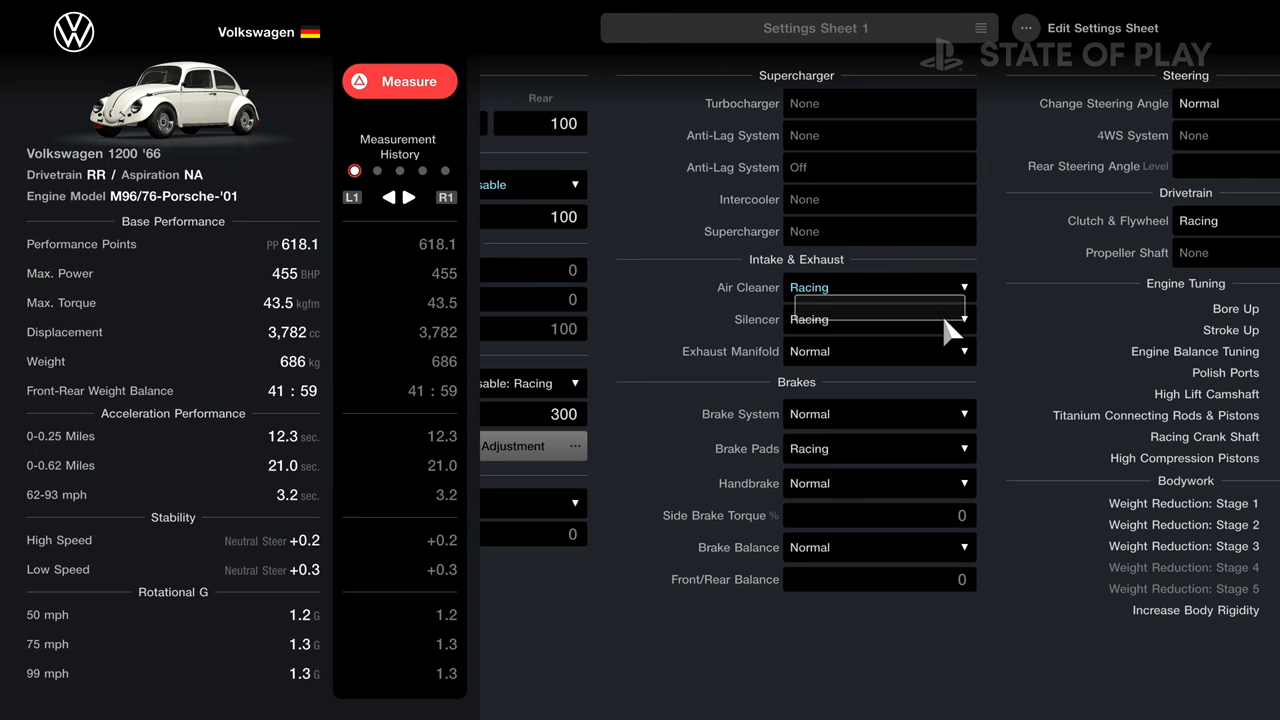 Volkswagen
Measure
Measurement
History
L1
R1
Volkswagen 1200 '66
Drivetrain RR / Aspiration NA
Engine Model M96/76-Porsche-'01
Base Performance
Performance Points PP 618.1 618.1
Max. Power 455 BHP 455
Max. Torque 43.5 kgfm 43.5
Displacement 3,782 cc 3,782
Weight 686 kg 686
Front-Rear Weight Balance 41 : 59 41 : 59
Acceleration Performance
0-0.25 Miles 12.3 sec. 12.3
0-0.62 Miles 21.0 sec. 21.0
62-93 mph 3.2 sec. 3.2
Stability
High Speed Neutral Steer +0.2 +0.2
Low Speed Neutral Steer +0.3 +0.3
Rotational G
50 mph 1.2 G 1.2
75 mph 1.3 G 1.3
99 mph 1.3 G 1.3
Rear
100
sable
100
0
0
100
sable: Racing
300
Adjustment
0
Settings Sheet 1
Edit Settings Sheet
STATE OF PLAY
Supercharger
Turbocharger None
Anti-Lag System None
Anti-Lag System Off
Intercooler None
Supercharger None
Intake & Exhaust
Air Cleaner Racing
Silencer Racing
Exhaust Manifold Normal
Brakes
Brake System Normal
Brake Pads Racing
Handbrake Normal
Side Brake Torque % 0
Brake Balance Normal
Front/Rear Balance 0
Steering
Change Steering Angle Normal
4WS System None
Rear Steering Angle Level
Drivetrain
Clutch & Flywheel Racing
Propeller Shaft None
Engine Tuning
Bore Up
Stroke Up
Engine Balance Tuning
Polish Ports
High Lift Camshaft
Titanium Connecting Rods & Pistons
Racing Crank Shaft
High Compression Pistons
Bodywork
Weight Reduction: Stage 1
Weight Reduction: Stage 2
Weight Reduction: Stage 3
Weight Reduction: Stage 4
Weight Reduction: Stage 5
Increase Body Rigidity